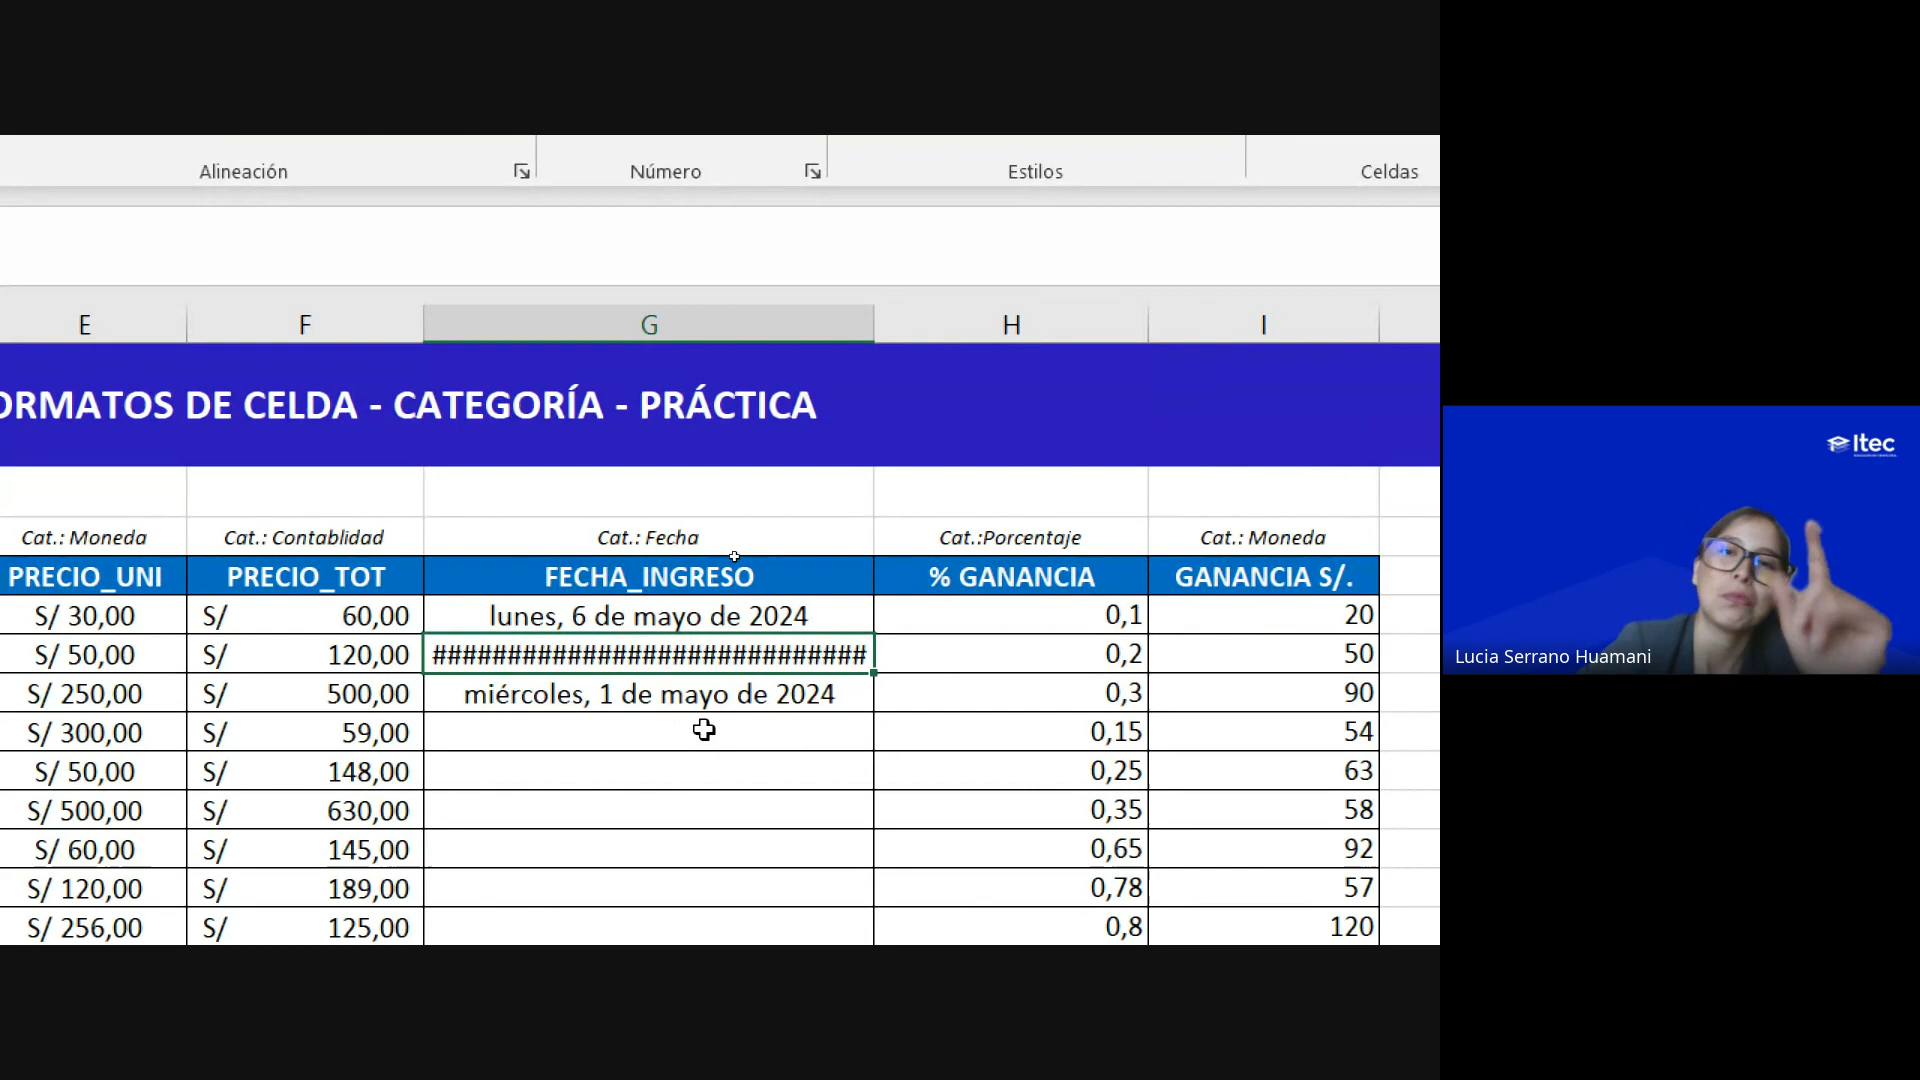 Alineación Número Estilos Celdas
E F G H I
ORMATOS DE CELDA - CATEGORÍA - PRÁCTICA
Cat.: Moneda Cat.: Contablidad Cat.: Fecha Cat.:Porcentaje Cat.: Moneda
PRECIO_UNI PRECIO_TOT FECHA_INGRESO % GANANCIA GANANCIA S/.
S/ 30,00 S/ 60,00 lunes, 6 de mayo de 2024 0,1 20
S/ 50,00 S/ 120,00 ############################# 0,2 50
S/ 250,00 S/ 500,00 miércoles, 1 de mayo de 2024 0,3 90
S/ 300,00 S/ 59,00 0,15 54
S/ 50,00 S/ 148,00 0,25 63
S/ 500,00 S/ 630,00 0,35 58
S/ 60,00 S/ 145,00 0,65 92
S/ 120,00 S/ 189,00 0,78 57
S/ 256,00 S/ 125,00 0,8 120
Itec
Lucia Serrano Huamani